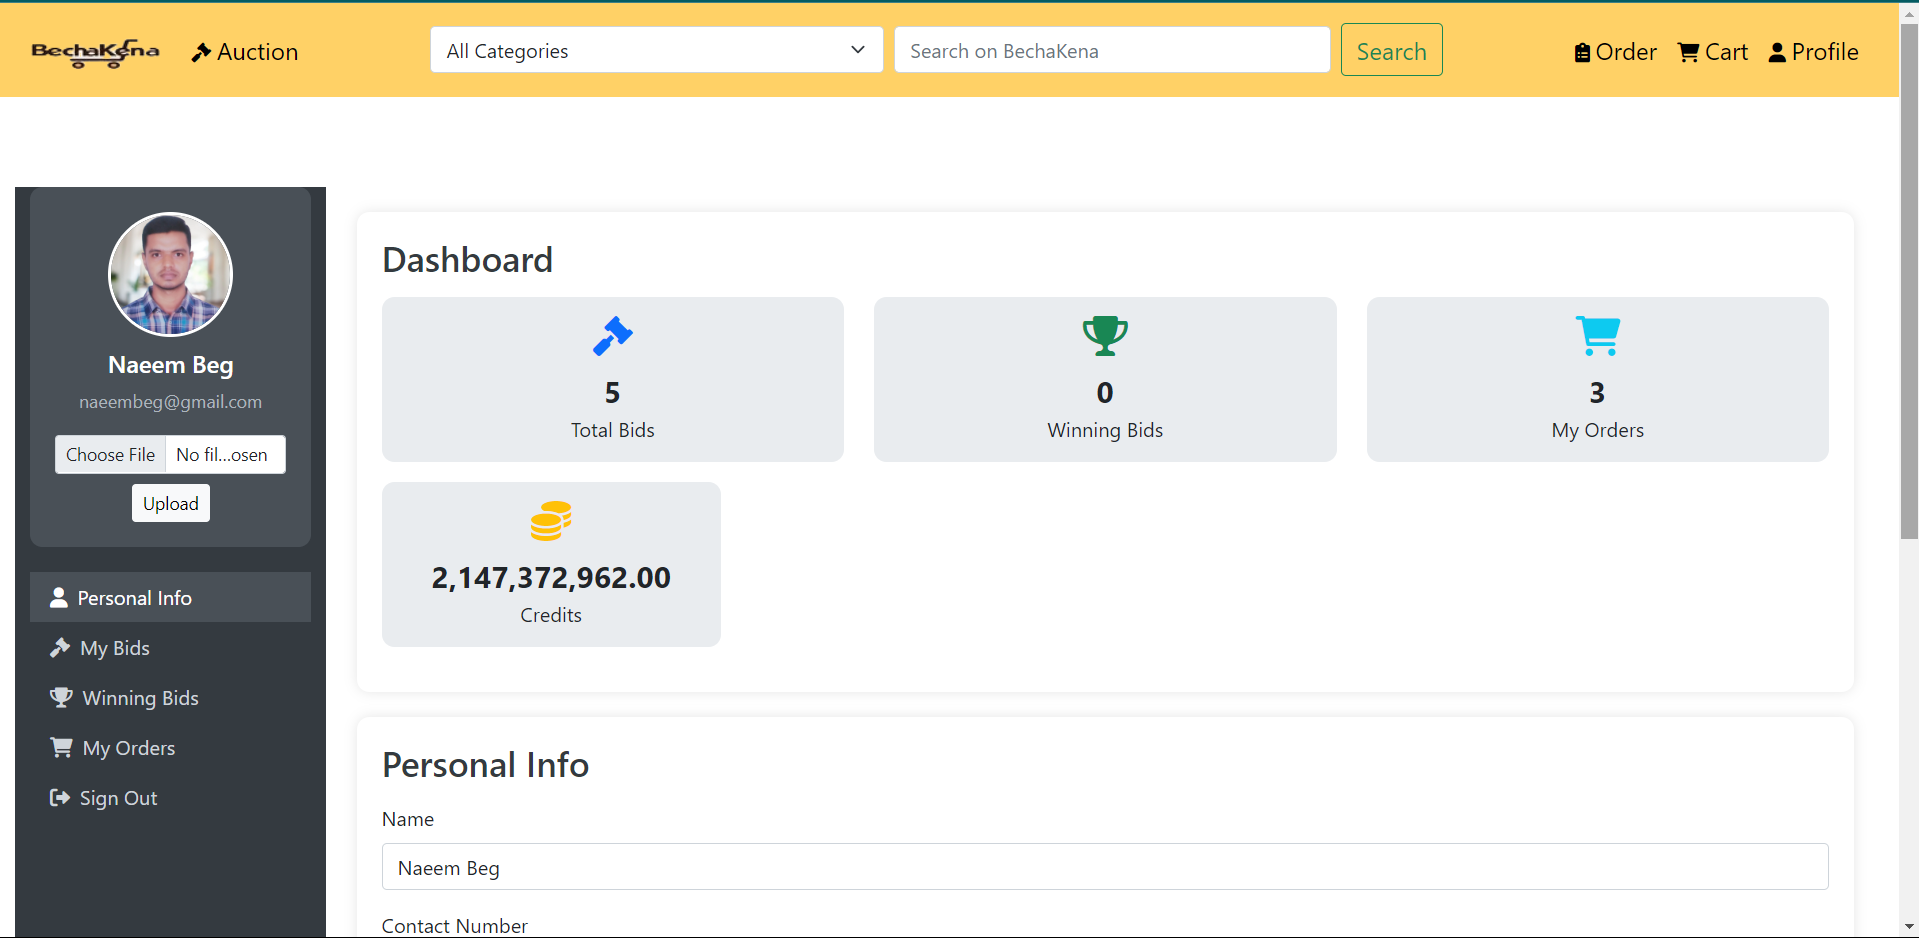 BechaKena
Auction
All Categories
Search on BechaKena
Search
Order
Cart
Profile
Naeem Beg
naeembeg@gmail.com
Choose File
No fil...osen
Upload
Personal Info
My Bids
Winning Bids
My Orders
Sign Out
Dashboard
5
Total Bids
0
Winning Bids
3
My Orders
2,147,372,962.00
Credits
Personal Info
Name
Naeem Beg
Contact Number